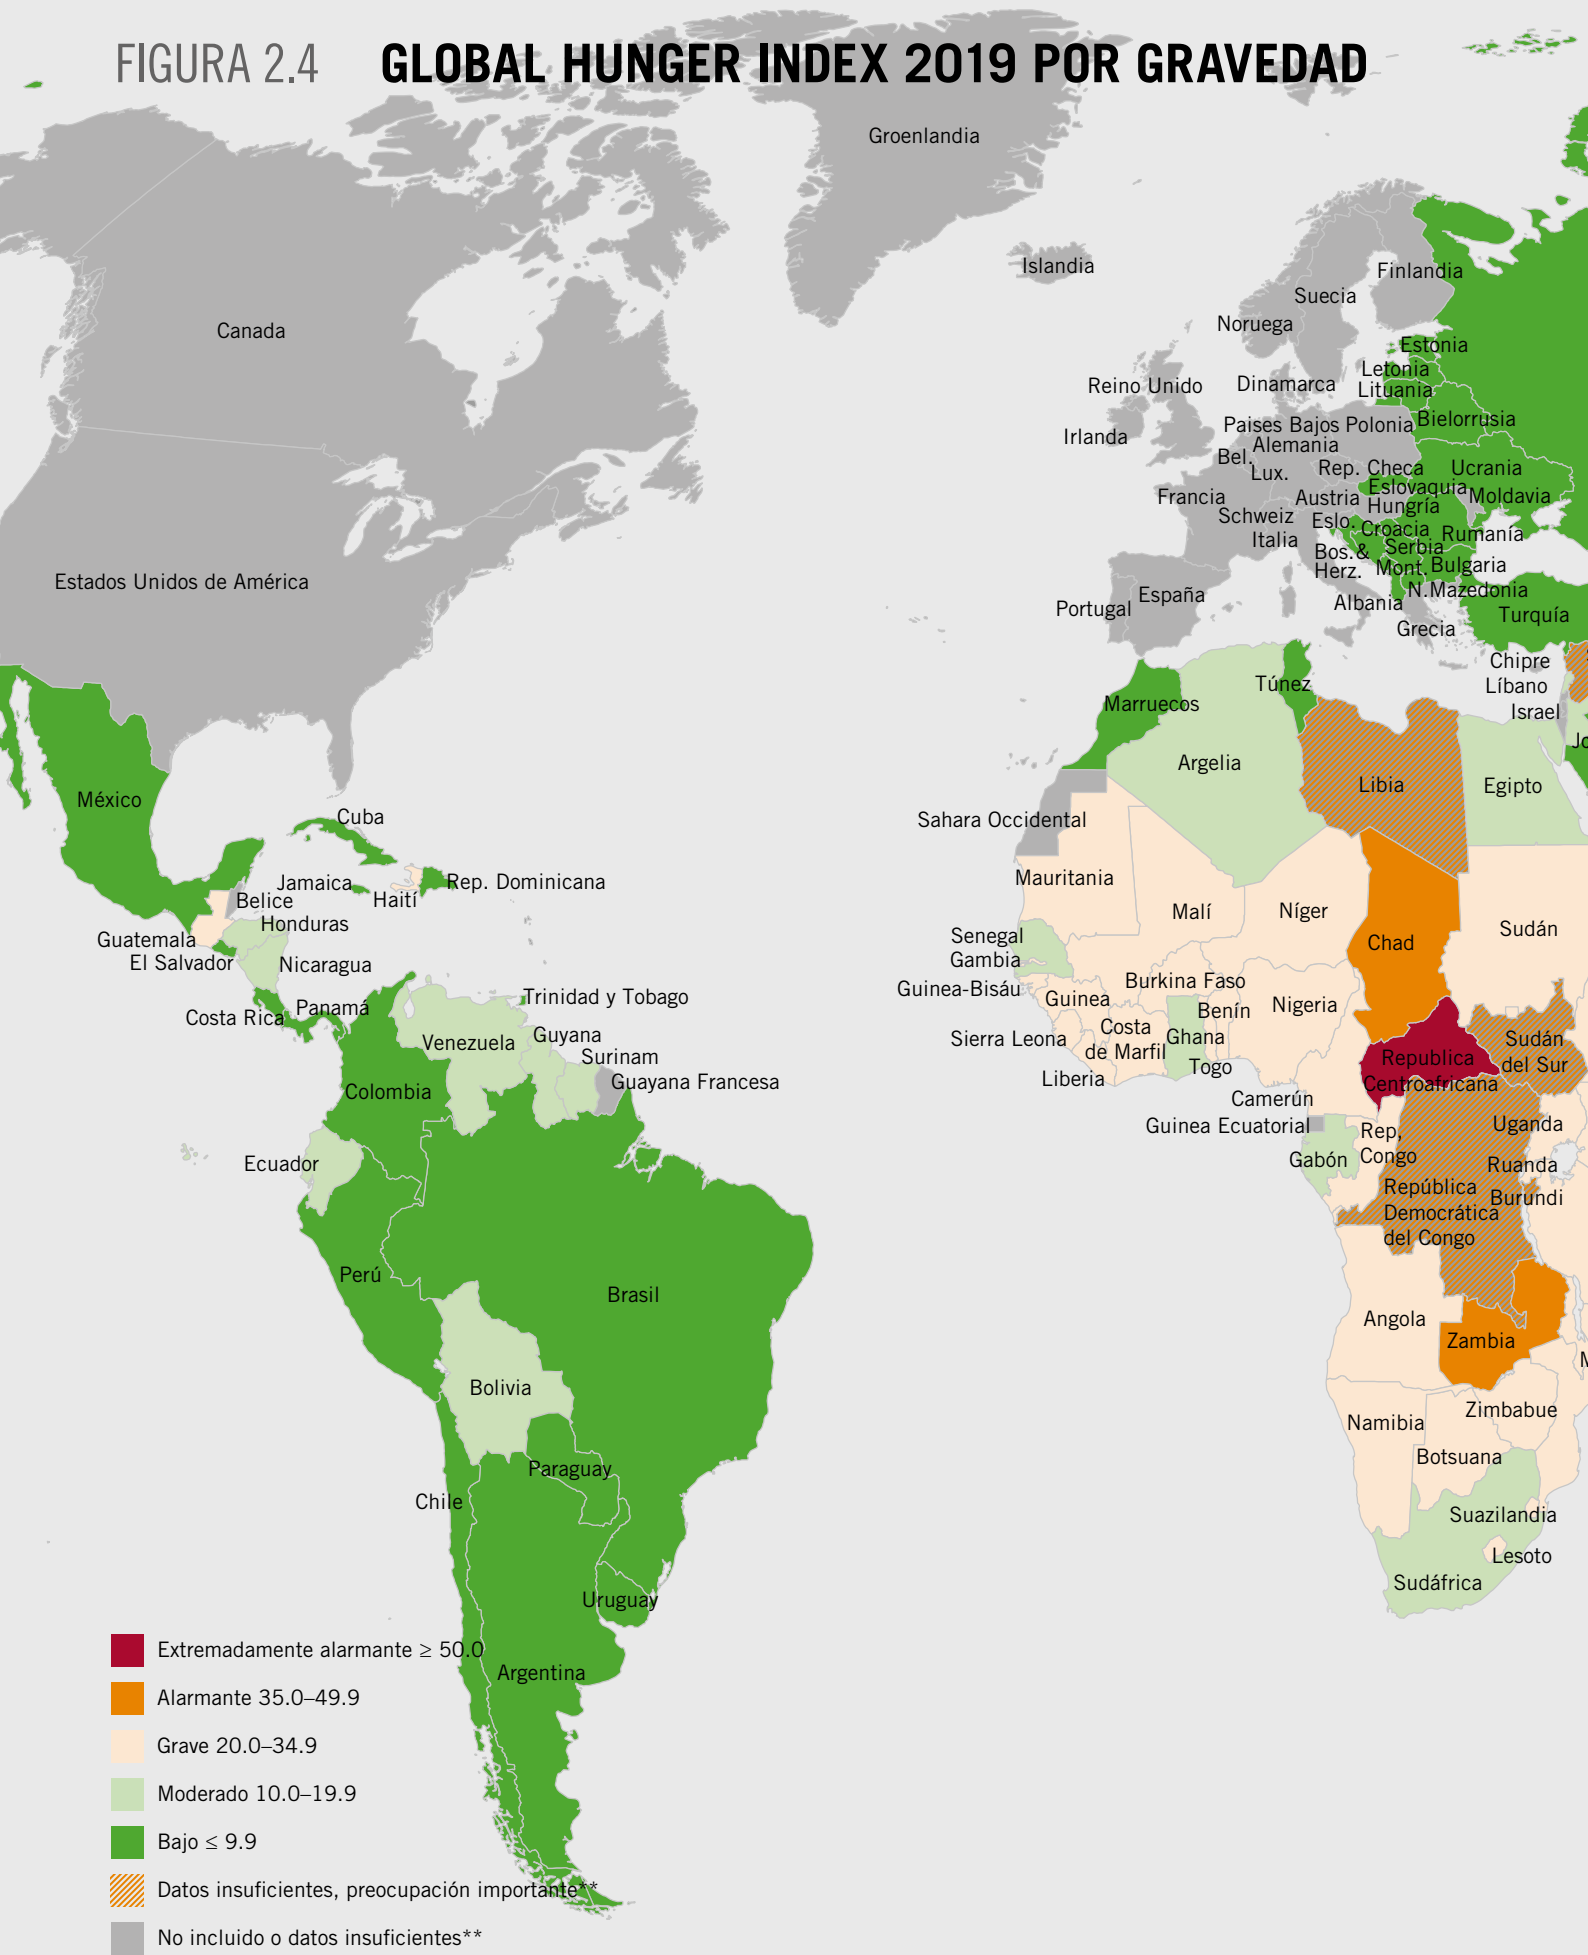 FIGURA 2.4 GLOBAL HUNGER INDEX 2019 POR GRAVEDAD
Groenlandia
Islandia
Finlandia
Suecia
Noruega
Canada
Estonia
Letonia
Reino Unido
Dinamarca
Lituania
Bielorrusia
Paises Bajos
Polonia
Irlanda
Alemania
Bel.
Lux.
Rep. Checa
Ucrania
Eslovaquia
Francia
Austria
Hungría
Moldavia
Schweiz
Eslo.
Croacia
Rumanía
Italia
Serbia
Bos.&
Herz.
Mont.
Bulgaria
Estados Unidos de América
España
N.Mazedonia
Portugal
Albania
Turquía
Grecia
Chipre
Líbano
Israel
Túnez
Marruecos
Jo
Argelia
Libia
Egipto
México
Cuba
Sahara Occidental
Jamaica
Haití
Rep. Dominicana
Belice
Mauritania
Malí
Níger
Chad
Sudán
Honduras
Guatemala
El Salvador
Nicaragua
Senegal
Gambia
Guinea-Bisáu
Guinea
Burkina Faso
Benín
Nigeria
Costa Rica
Panamá
Trinidad y Tobago
Venezuela
Guyana
Surinam
Guayana Francesa
Sierra Leona
Costa
de Marfil
Ghana
Togo
Liberia
Sudán
del Sur
Republica
Centroafricana
Colombia
Camerún
Guinea Ecuatorial
Rep,
Congo
Uganda
Ecuador
Gabón
Ruanda
República
Democrática
del Congo
Burundi
Perú
Brasil
Angola
Zambia
M
Bolivia
Namibia
Zimbabue
Botsuana
Paraguay
Chile
Suazilandia
Lesoto
Sudáfrica
Uruguay
Argentina
Extremadamente alarmante ≥ 50.0
Alarmante 35.0–49.9
Grave 20.0–34.9
Moderado 10.0–19.9
Bajo ≤ 9.9
Datos insuficientes, preocupación importante**
No incluido o datos insuficientes**